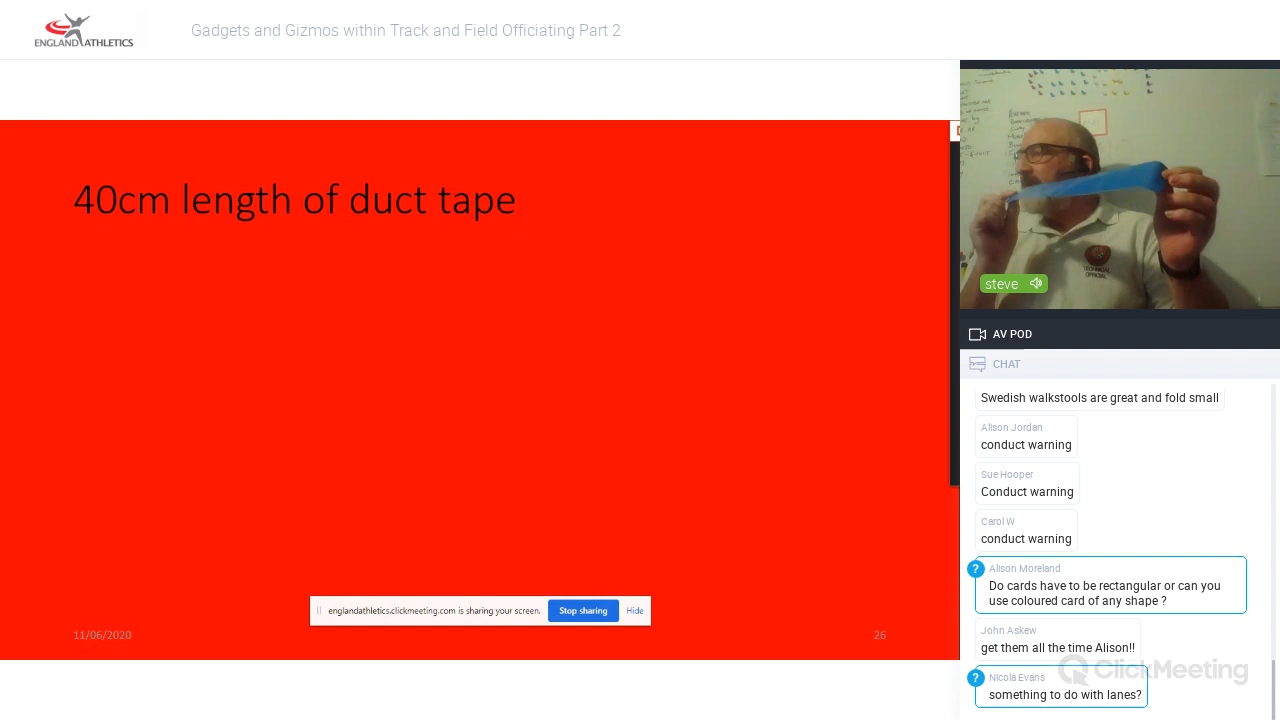 ENGLAND ATHLETICS
Gadgets and Gizmos within Track and Field Officiating Part 2
40cm length of duct tape
englandathletics.clickmeeting.com is sharing your screen.
Stop sharing
Hide
11/06/2020
26
TECHNICAL
OFFICIAL
steve
AV POD
CHAT
Swedish walkstools are great and fold small
Alison Jordan
conduct warning
Sue Hooper
Conduct warning
Carol W
conduct warning
?
Alison Moreland
Do cards have to be rectangular or can you
use coloured card of any shape ?
John Askew
get them all the time Alison!!
?
Nicola Evans
something to do with lanes?
ClickMeeting